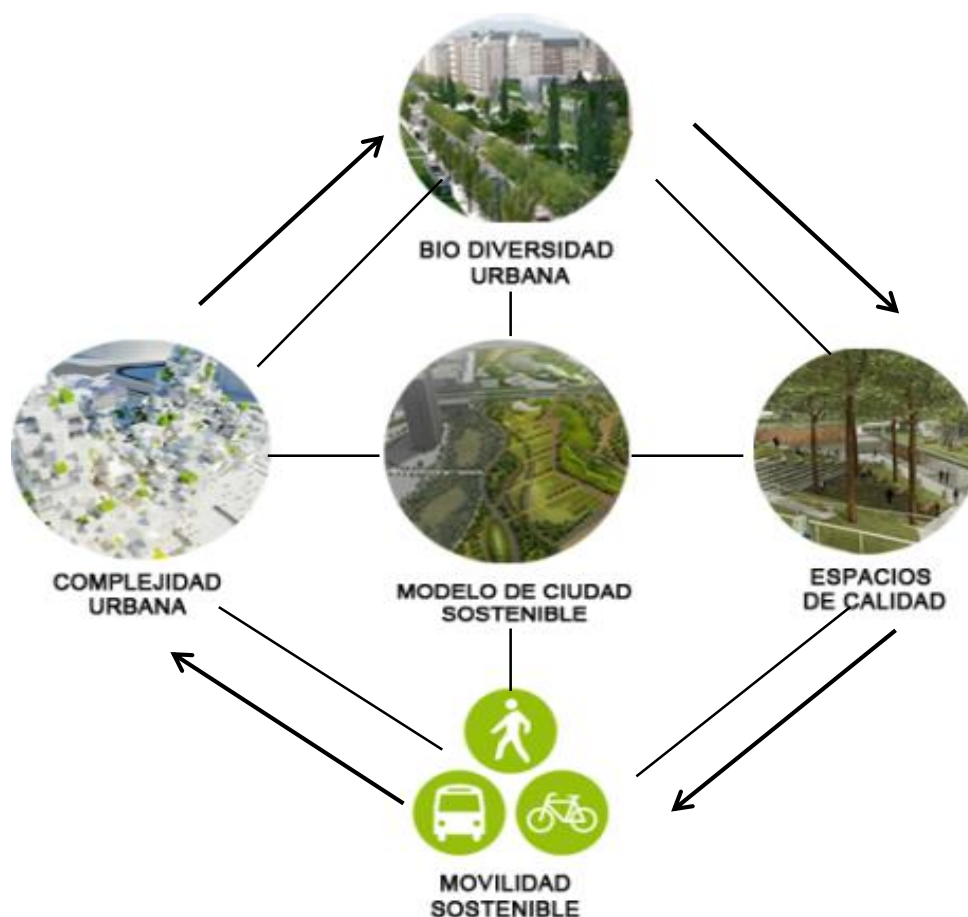 BIO DIVERSIDAD
URBANA
COMPLEJIDAD
URBANA
MODELO DE CIUDAD
SOSTENIBLE
ESPACIOS
DE CALIDAD
MOVILIDAD
SOSTENIBLE